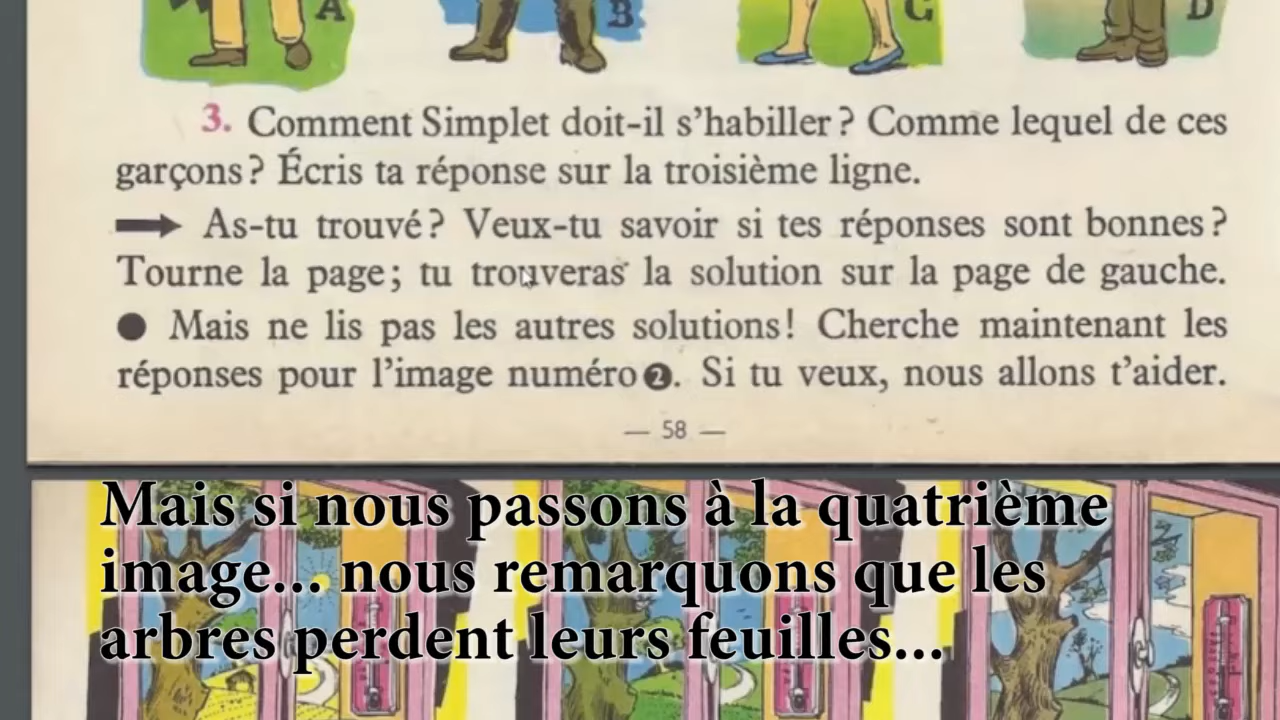 A B C D
3. Comment Simplet doit-il s'habiller ? Comme lequel de ces
garçons ? Écris ta réponse sur la troisième ligne.
As-tu trouvé ? Veux-tu savoir si tes réponses sont bonnes ?
Tourne la page ; tu trouveras la solution sur la page de gauche.
Mais ne lis pas les autres solutions ! Cherche maintenant les
réponses pour l'image numéro ❷. Si tu veux, nous allons t'aider.
— 58 —
Mais si nous passons à la quatrième
image... nous remarquons que les
arbres perdent leurs feuilles...